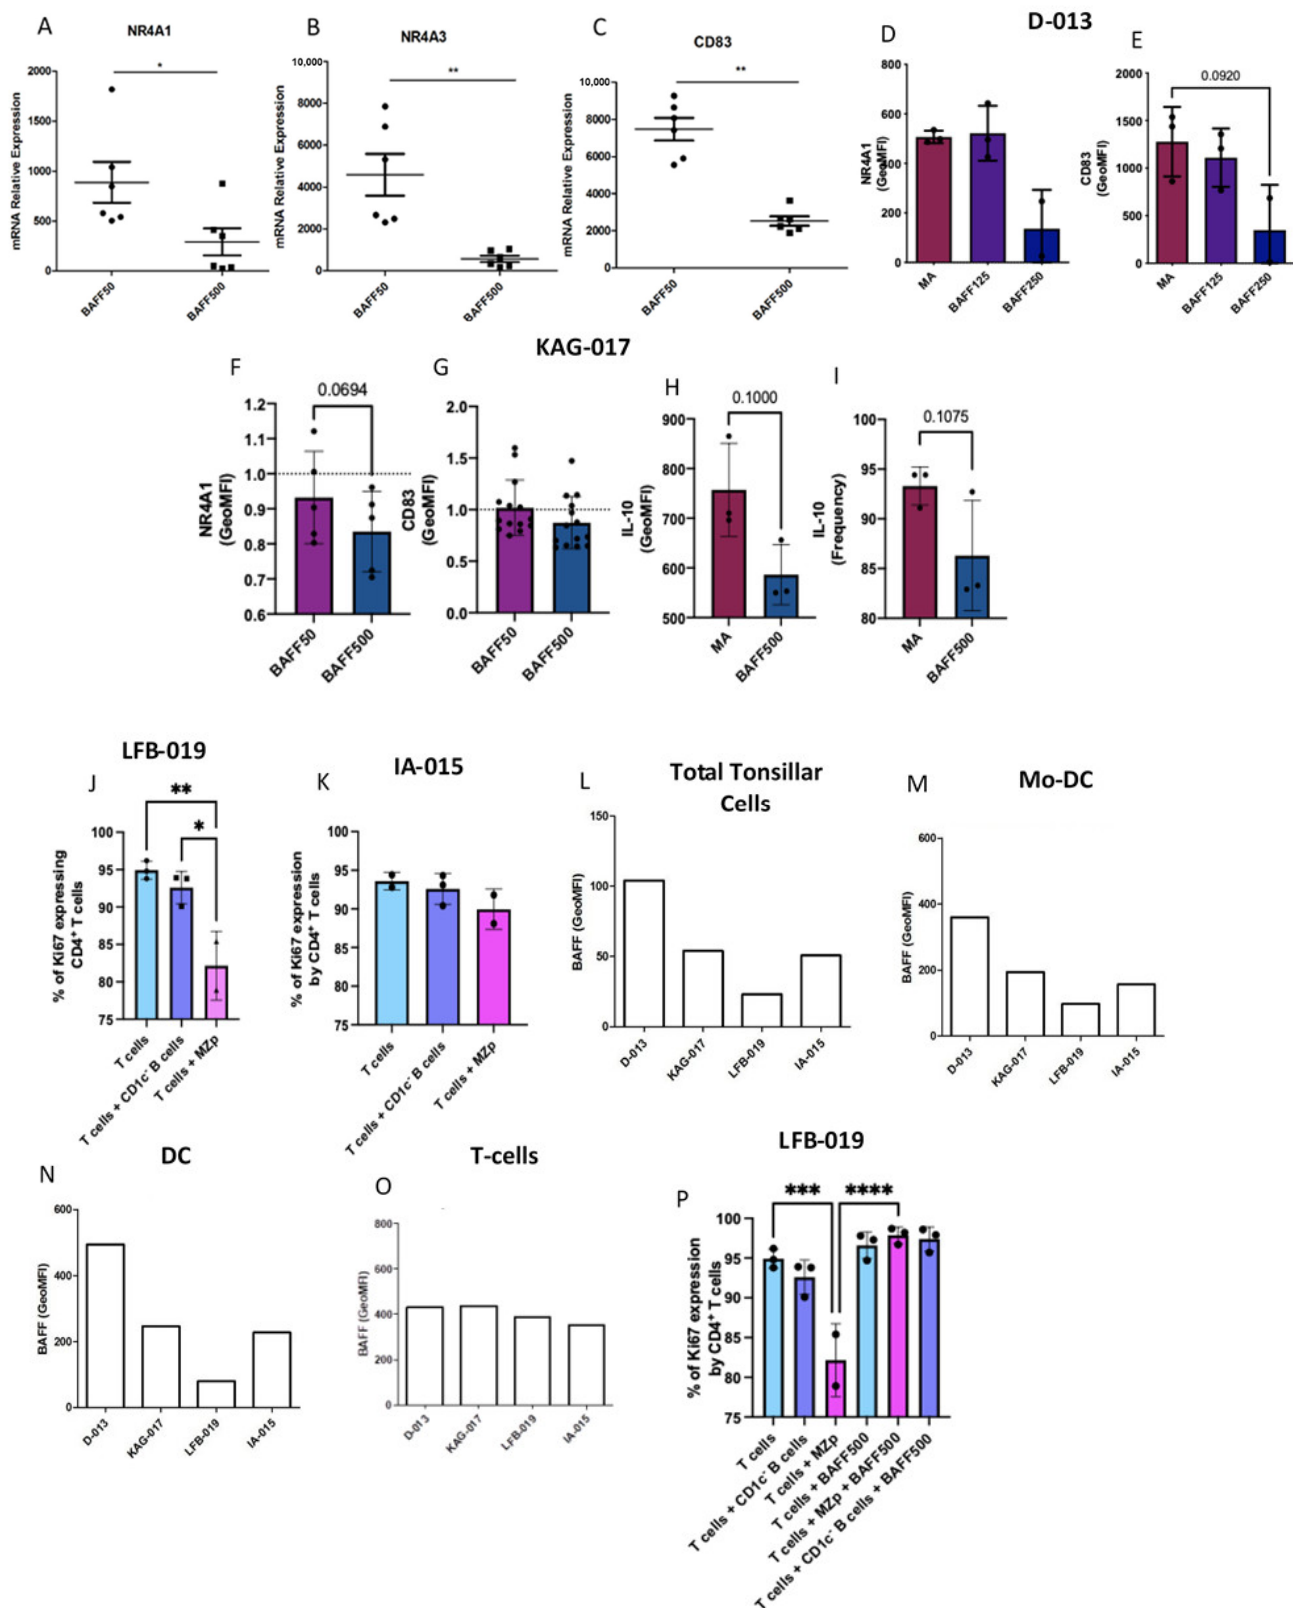 A
NR4A1
mRNA Relative Expression
2000
1500
1000
500
0
*
BAFF50
BAFF500
B
NR4A3
mRNA Relative Expression
10,000
8000
6000
4000
2000
0
**
BAFF50
BAFF500
C
CD83
mRNA Relative Expression
10,000
8000
6000
4000
2000
0
**
BAFF50
BAFF500
D-013
D
NR4A1
(GeoMFI)
800
600
400
200
0
MA
BAFF125
BAFF250
E
CD83
(GeoMFI)
2000
1500
1000
500
0
0.0920
MA
BAFF125
BAFF250
KAG-017
F
NR4A1
(GeoMFI)
1.2
1.1
1.0
0.9
0.8
0.7
0.6
0.0694
BAFF50
BAFF500
G
CD83
(GeoMFI)
2.0
1.5
1.0
0.5
0.0
BAFF50
BAFF500
H
IL-10
(GeoMFI)
900
800
700
600
500
0.1000
MA
BAFF500
I
IL-10
(Frequency)
100
95
90
85
80
0.1075
MA
BAFF500
LFB-019
J
% of Ki67 expressing
CD4⁺ T cells
100
95
90
85
80
75
**
*
T cells
T cells + CD1c⁻ B cells
T cells + MZp
IA-015
K
% of Ki67 expression
by CD4⁺ T cells
100
95
90
85
80
75
T cells
T cells + CD1c⁻ B cells
T cells + MZp
L
Total Tonsillar
Cells
BAFF (GeoMFI)
150
100
50
0
D-013
KAG-017
LFB-019
IA-015
M
Mo-DC
BAFF (GeoMFI)
600
400
200
0
D-013
KAG-017
LFB-019
IA-015
N
DC
BAFF (GeoMFI)
600
400
200
0
D-013
KAG-017
LFB-019
IA-015
O
T-cells
BAFF (GeoMFI)
800
600
400
200
0
D-013
KAG-017
LFB-019
IA-015
LFB-019
P
% of Ki67 expression
by CD4⁺ T cells
100
95
90
85
80
75
***
****
T cells
T cells + CD1c⁻ B cells
T cells + MZp
T cells + BAFF500
T cells + MZp + BAFF500
T cells + CD1c⁻ B cells + BAFF500